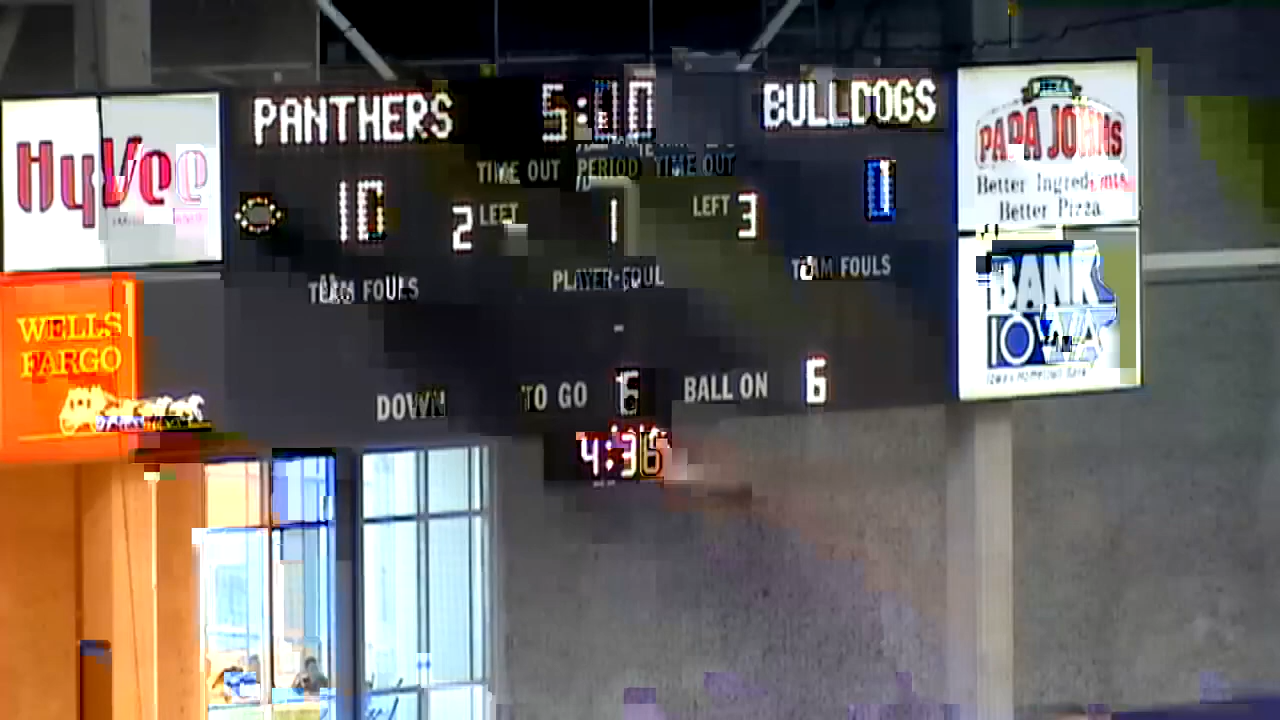 HyVee
PANTHERS 5:00 BULLDOGS
TIME OUT PERIOD TIME OUT
10 2 LEFT 1 LEFT 3 0
TEAM FOULS PLAYER-FOUL TEAM FOULS
-
DOWN TO GO 6 BALL ON 6
4:36
WELLS
FARGO
PAPA JOHNS
Better Ingredients
Better Pizza
BANK
IOWA